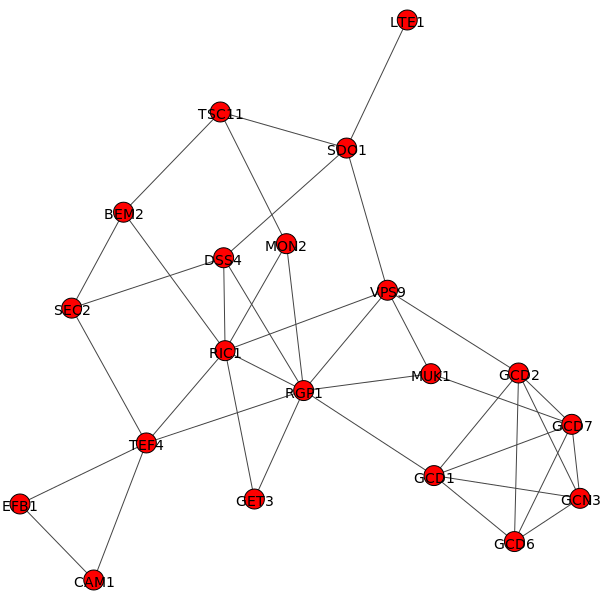 LTE1
TSC11
SDO1
BEM2
MON2
DSS4
VPS9
SEC2
RIC1
MUK1
GCD2
RGP1
GCD7
TEF4
GCD1
GET3
GCN3
EFB1
GCD6
CAM1